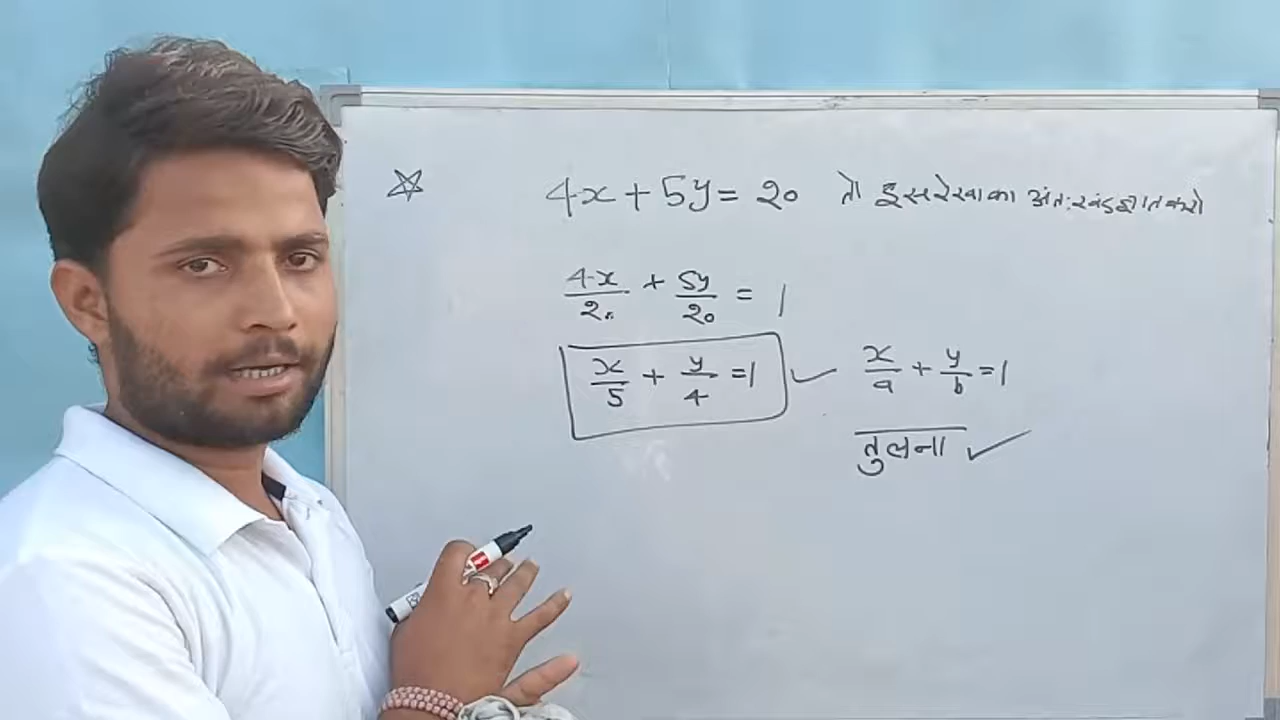 4x + 5y = 20 तो इस रेखा का अंतःखंड ज्ञात करो
4x/20 + 5y/20 = 1
x/5 + y/4 = 1
x/a + y/b = 1
तुलना